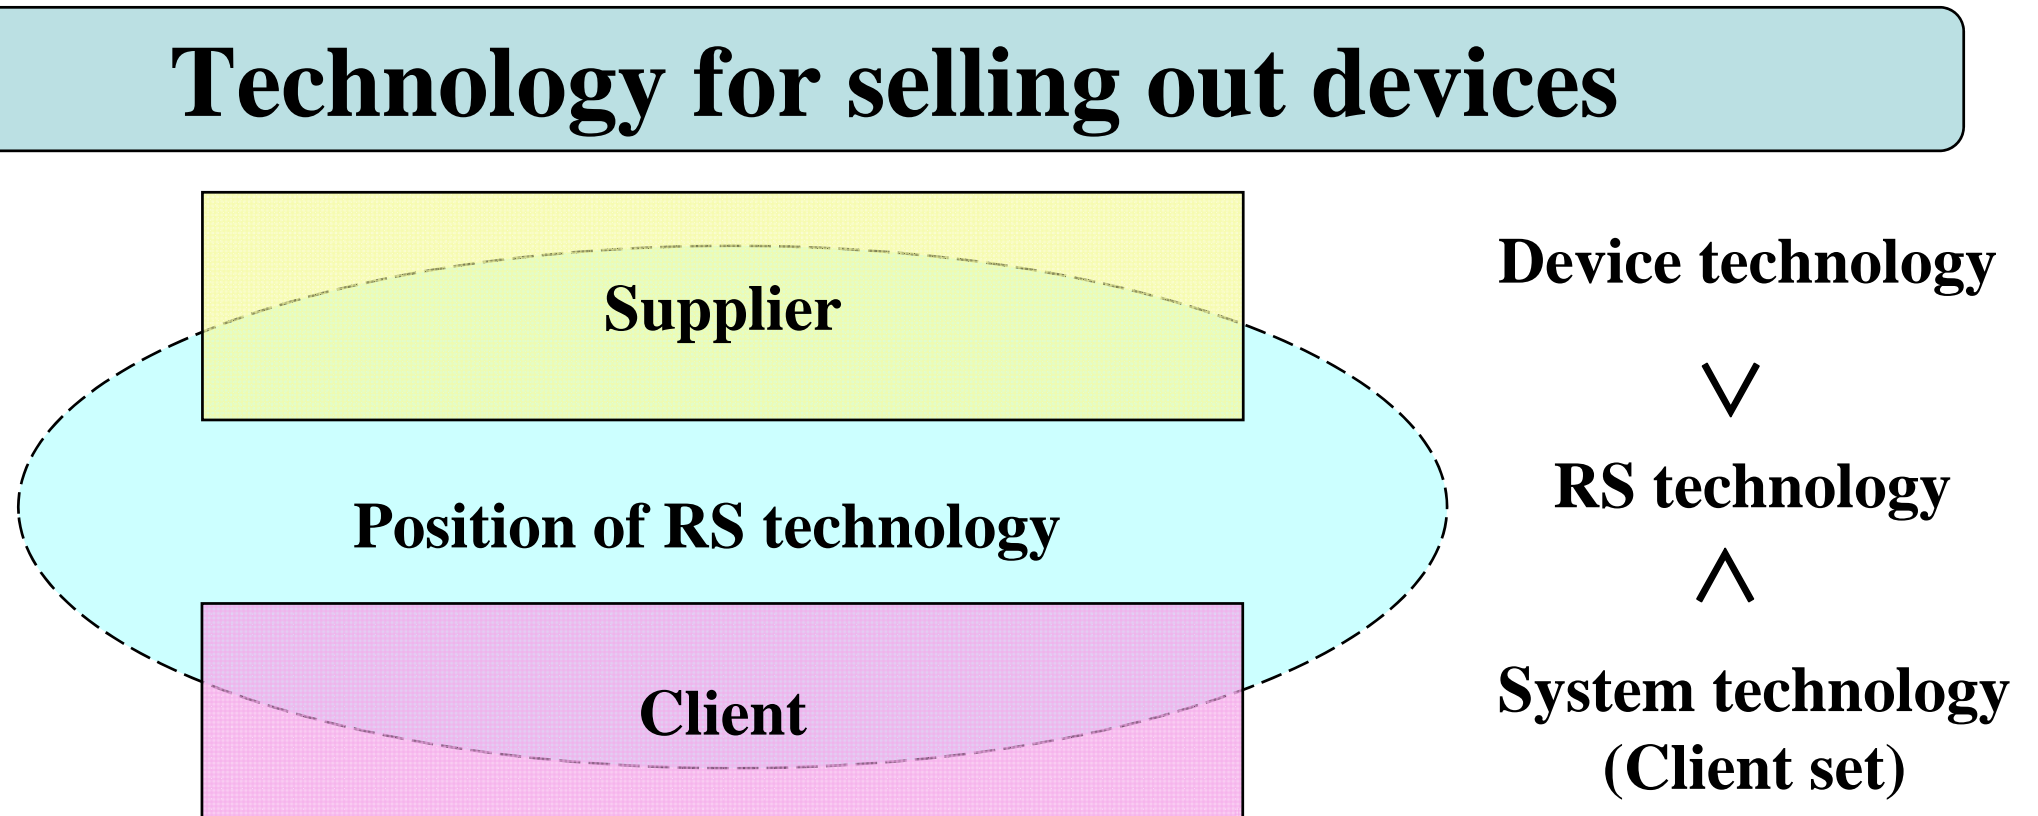 Technology for selling out devices
Supplier
Position of RS technology
Client
Device technology
RS technology
System technology
(Client set)